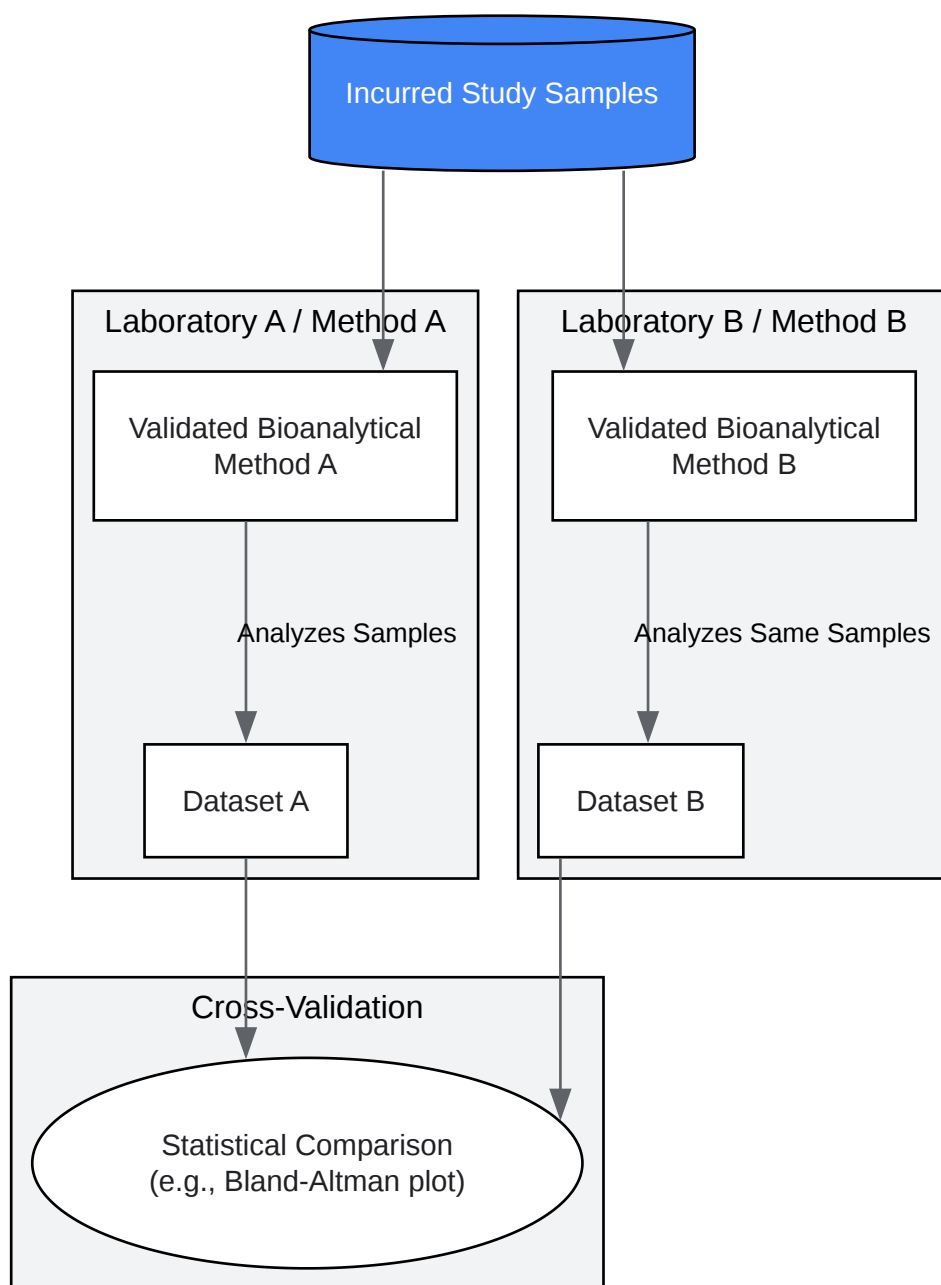 Incurred Study Samples
Laboratory A / Method A
Laboratory B / Method B
Validated Bioanalytical
Method A
Validated Bioanalytical
Method B
Analyzes Samples
Analyzes Same Samples
Dataset A
Dataset B
Cross-Validation
Statistical Comparison
(e.g., Bland-Altman plot)